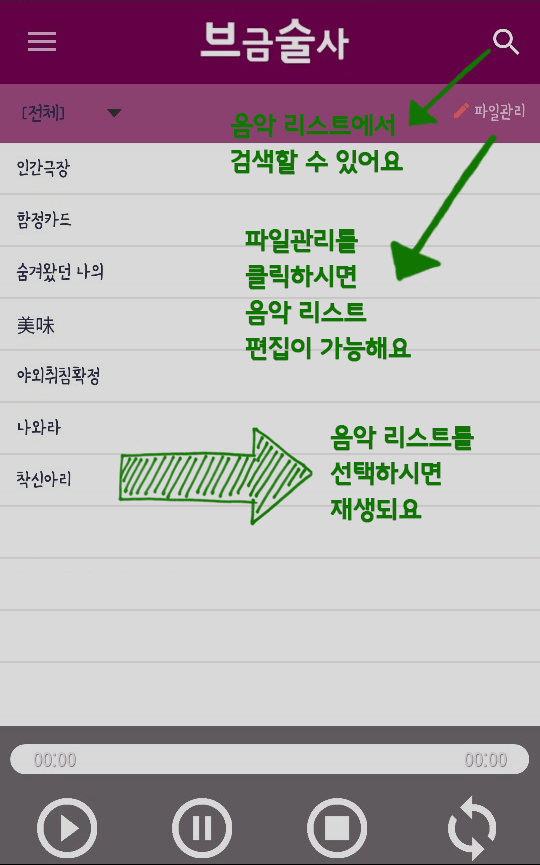 브금술사
[전체]
파일관리
음악 리스트에서
검색할 수 있어요
인간극장
함정카드
파일관리를
클릭하시면
음악 리스트
편집이 가능해요
숨겨왔던 나의
美味
야외취침확정
나와라
음악 리스트를
선택하시면
재생되요
착신아리
00:00
00:00